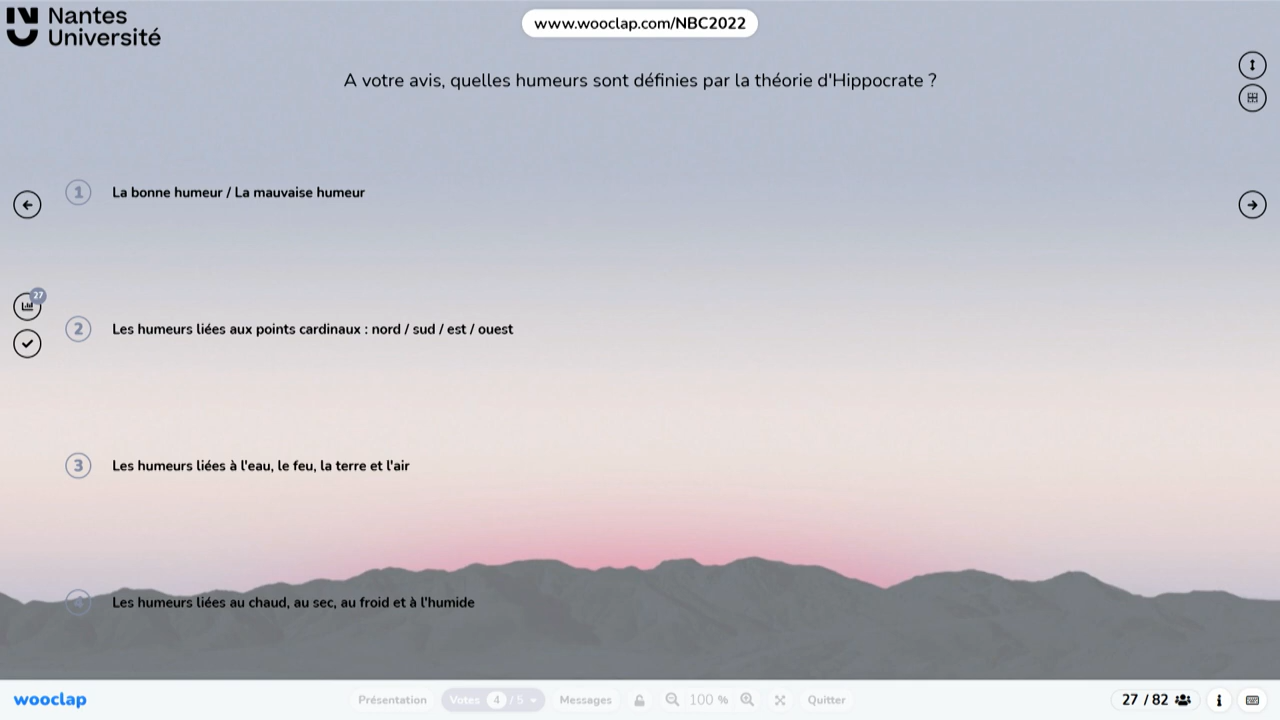 Nantes
Université
www.wooclap.com/NBC2022
A votre avis, quelles humeurs sont définies par la théorie d'Hippocrate ?
1 La bonne humeur / La mauvaise humeur
27
2 Les humeurs liées aux points cardinaux : nord / sud / est / ouest
3 Les humeurs liées à l'eau, le feu, la terre et l'air
4 Les humeurs liées au chaud, au sec, au froid et à l'humide
wooclap Présentation Votes 4 / 5 Messages 100 % Quitter 27 / 82